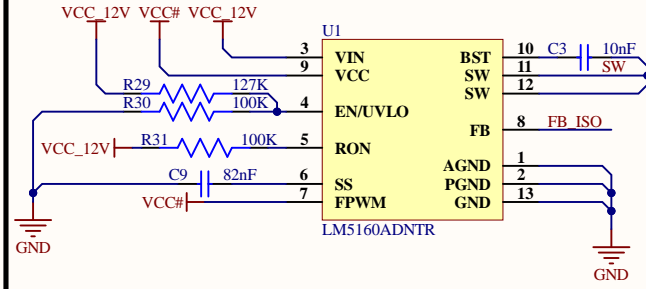 VCC_12V VCC# VCC_12V
U1
3 VIN BST 10 C3 10nF
9 VCC SW 11 SW
SW 12
R29 127K
R30 100K 4 EN/UVLO
FB 8 FB_ISO
VCC_12V R31 100K 5 RON
AGND 1
C9 82nF 6 SS PGND 2
VCC# 7 FPWM GND 13
LM5160ADNTR
GND
GND